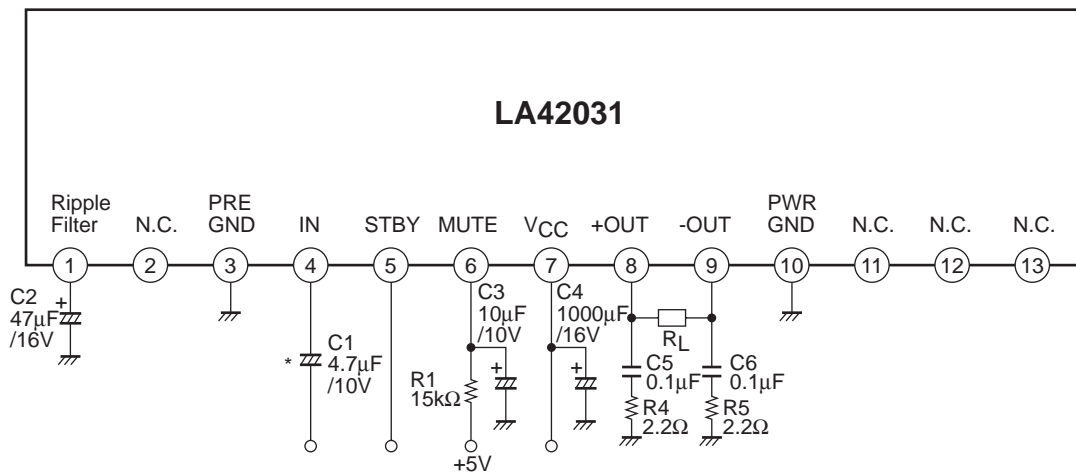 LA42031
Ripple
Filter
N.C.
PRE
GND
IN
STBY
MUTE
VCC
+OUT
-OUT
PWR
GND
N.C.
N.C.
N.C.
1
2
3
4
5
6
7
8
9
10
11
12
13
C2
47μF
/16V
+
* C1
4.7μF
/10V
C3
10μF
/10V
+
R1
15kΩ
+5V
C4
1000μF
/16V
+
RL
C5
0.1μF
R4
2.2Ω
C6
0.1μF
R5
2.2Ω